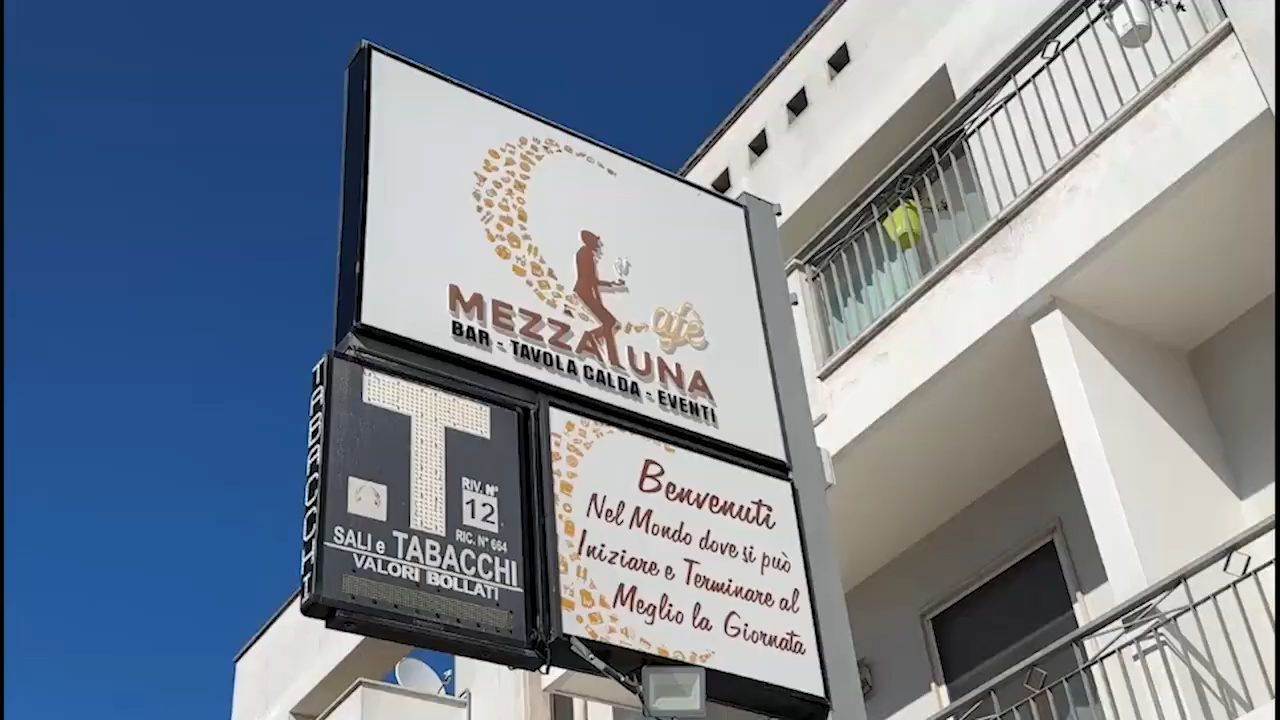 MEZZALUNA
afè
BAR - TAVOLA CALDA - EVENTI
TABACCHI
T
RIV. N°
12
RIC. N° 664
SALI e TABACCHI
VALORI BOLLATI
Benvenuti
Nel Mondo dove si può
Iniziare e Terminare al
Meglio la Giornata